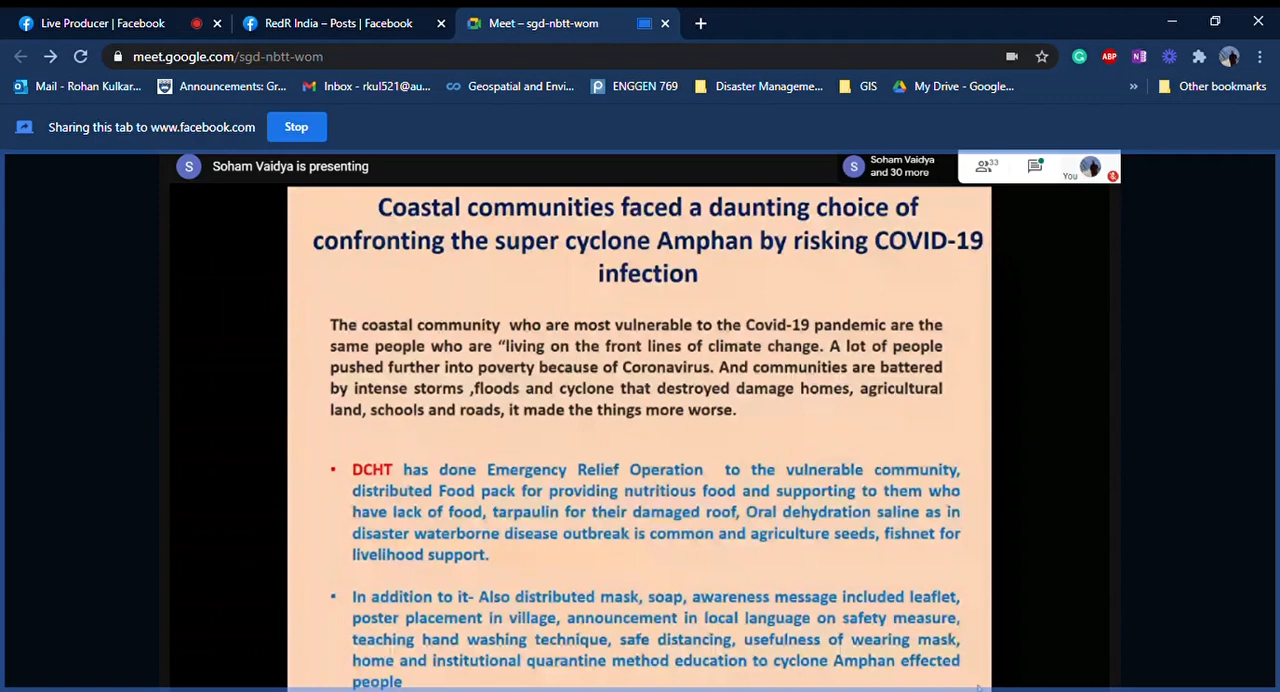 Live Producer | Facebook
RedR India – Posts | Facebook
Meet – sgd-nbtt-wom
meet.google.com/sgd-nbtt-wom
ABP
N
Mail - Rohan Kulkar...
Announcements: Gr...
Inbox - rkul521@au...
Geospatial and Envi...
ENGGEN 769
Disaster Manageme...
GIS
My Drive - Google...
»
Other bookmarks
Sharing this tab to www.facebook.com
Stop
S
Soham Vaidya is presenting
S
Soham Vaidya
and 30 more
33
You
Coastal communities faced a daunting choice of
confronting the super cyclone Amphan by risking COVID-19
infection
The coastal community who are most vulnerable to the Covid-19 pandemic are the
same people who are “living on the front lines of climate change. A lot of people
pushed further into poverty because of Coronavirus. And communities are battered
by intense storms ,floods and cyclone that destroyed damage homes, agricultural
land, schools and roads, it made the things more worse.
• DCHT has done Emergency Relief Operation to the vulnerable community,
distributed Food pack for providing nutritious food and supporting to them who
have lack of food, tarpaulin for their damaged roof, Oral dehydration saline as in
disaster waterborne disease outbreak is common and agriculture seeds, fishnet for
livelihood support.
• In addition to it- Also distributed mask, soap, awareness message included leaflet,
poster placement in village, announcement in local language on safety measure,
teaching hand washing technique, safe distancing, usefulness of wearing mask,
home and institutional quarantine method education to cyclone Amphan effected
people